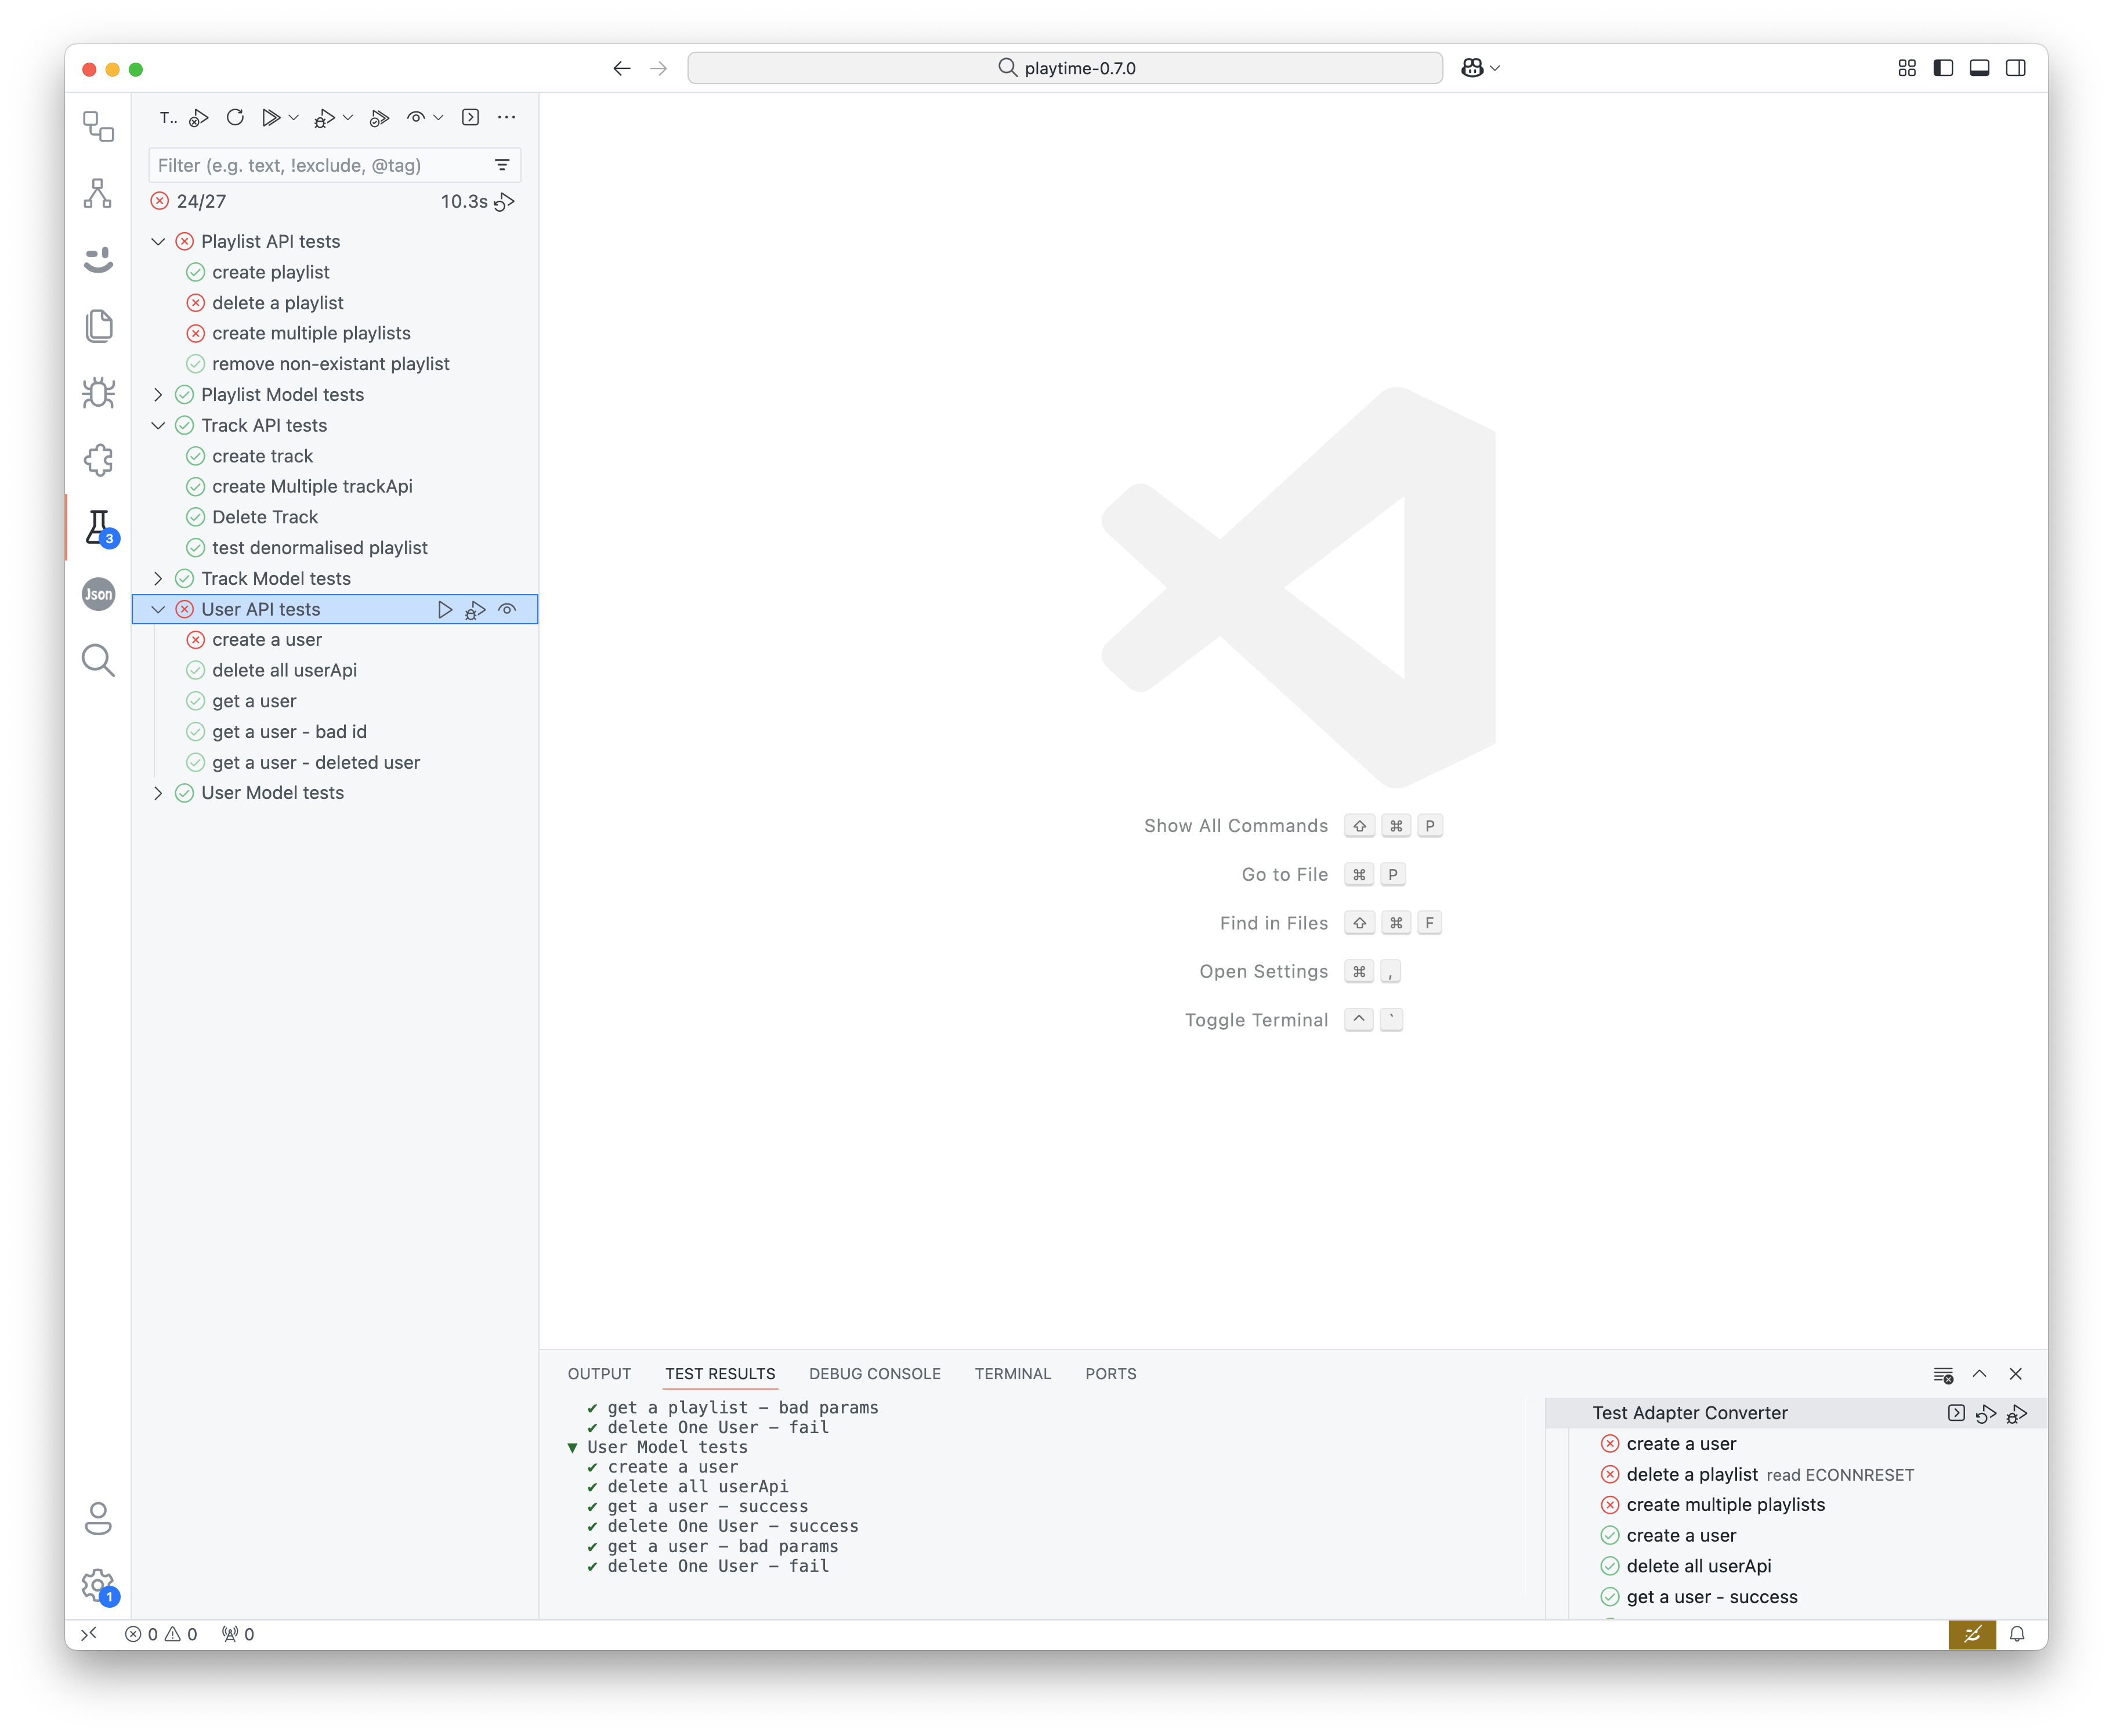 playtime-0.7.0
T..
Filter (e.g. text, !exclude, @tag)
24/27 10.3s
Playlist API tests
create playlist
delete a playlist
create multiple playlists
remove non-existant playlist
Playlist Model tests
Track API tests
create track
create Multiple trackApi
Delete Track
test denormalised playlist
Track Model tests
3
Json
User API tests
create a user
delete all userApi
get a user
get a user - bad id
get a user - deleted user
User Model tests
Show All Commands ⇧ ⌘ P
Go to File ⌘ P
Find in Files ⇧ ⌘ F
Open Settings ⌘ ,
Toggle Terminal ^ `
OUTPUT TEST RESULTS DEBUG CONSOLE TERMINAL PORTS
✔ get a playlist – bad params
✔ delete One User – fail
▼ User Model tests
✔ create a user
✔ delete all userApi
✔ get a user – success
✔ delete One User – success
✔ get a user – bad params
✔ delete One User – fail
Test Adapter Converter
create a user
delete a playlist read ECONNRESET
create multiple playlists
create a user
delete all userApi
get a user - success
1
0 0 0